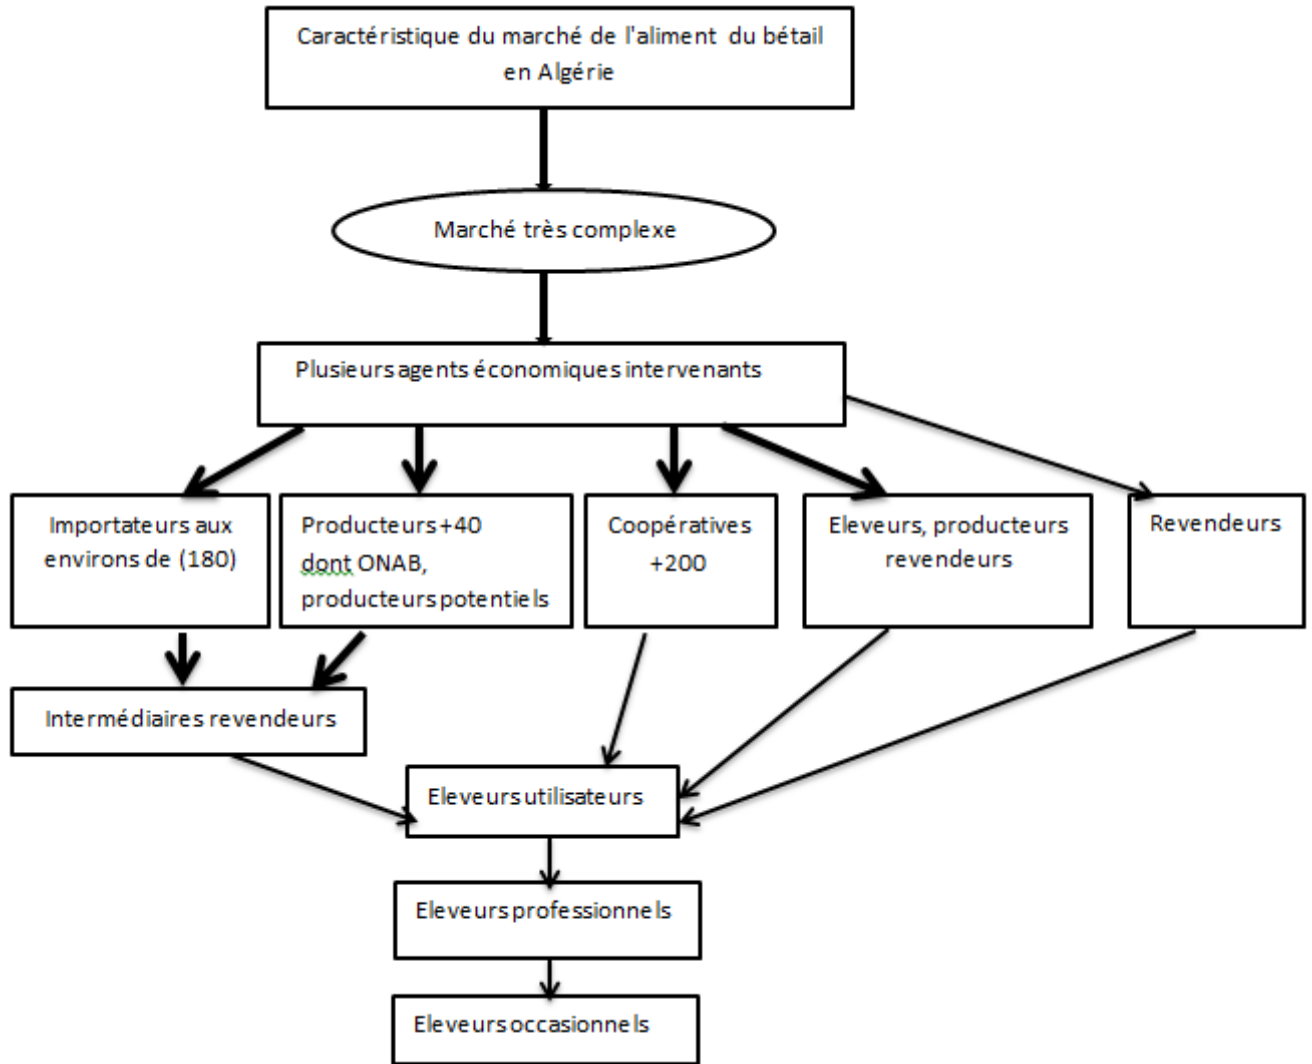 Caractéristique du marché de l'aliment du bétail
en Algérie
Marché très complexe
Plusieurs agents économiques intervenants
Importateurs aux
environs de (180)
Producteurs +40
dont ONAB,
producteurs potentiels
Coopératives
+200
Eleveurs, producteurs
revendeurs
Revendeurs
Intermédiaires revendeurs
Eleveurs utilisateurs
Eleveurs professionnels
Eleveurs occasionnels